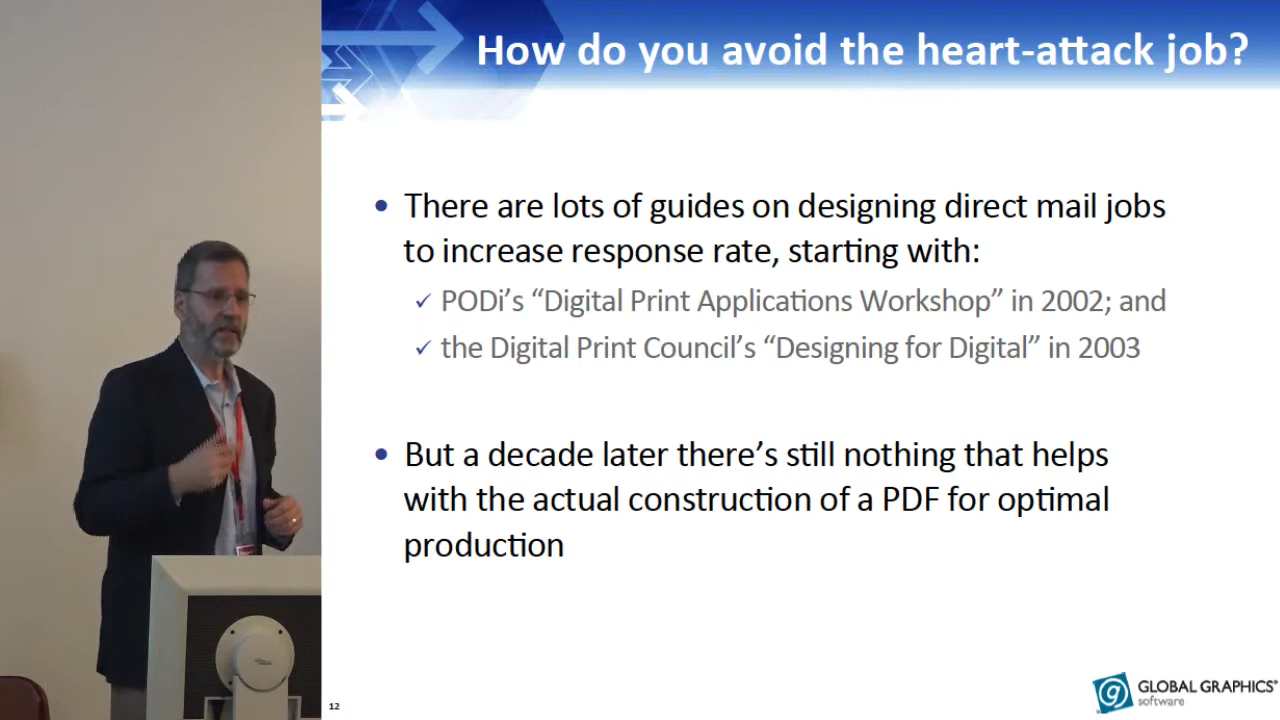 How do you avoid the heart-attack job?
• There are lots of guides on designing direct mail jobs
to increase response rate, starting with:
✓ PODi’s “Digital Print Applications Workshop” in 2002; and
✓ the Digital Print Council’s “Designing for Digital” in 2003
• But a decade later there’s still nothing that helps
with the actual construction of a PDF for optimal
production
12
g GLOBAL GRAPHICS®
software